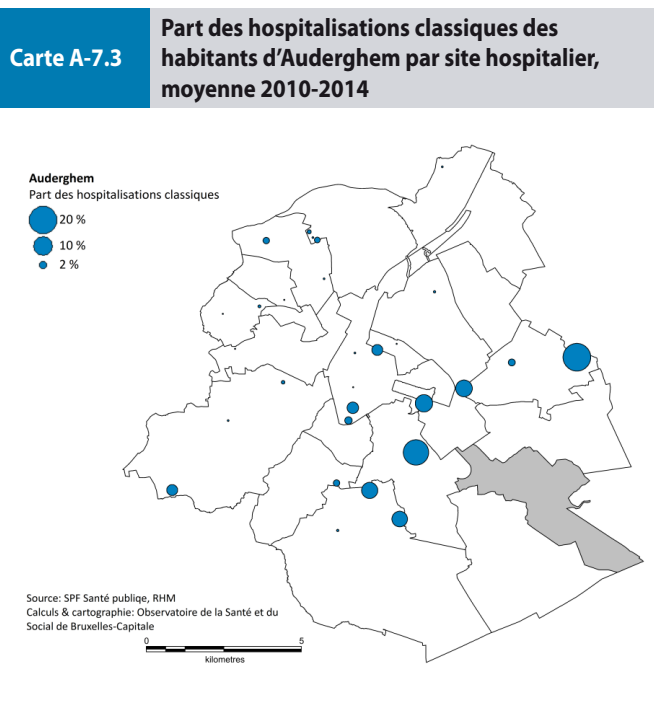 Carte A-7.3
Part des hospitalisations classiques des
habitants d’Auderghem par site hospitalier,
moyenne 2010-2014
Auderghem
Part des hospitalisations classiques
20 %
10 %
2 %
Source: SPF Santé publiqe, RHM
Calculs & cartographie: Observatoire de la Santé et du
Social de Bruxelles-Capitale
0 5
kilometres